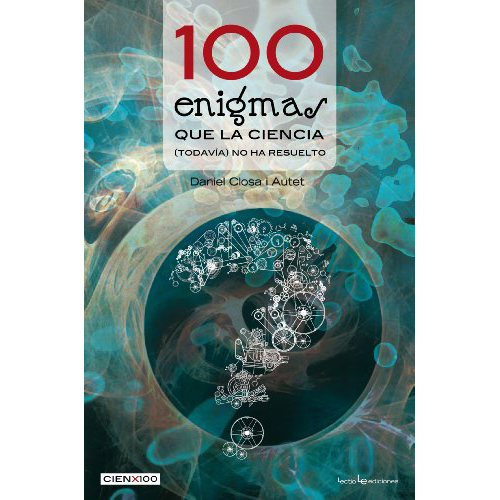 100
enigmas
QUE LA CIENCIA
(TODAVÍA) NO HA RESUELTO
Daniel Closa i Autet
CIENX100
lectio ediciones